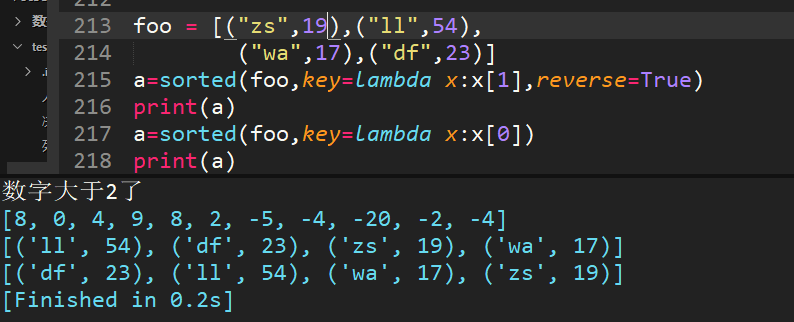 212
数
213 foo = [("zs",19),("ll",54),
tes
214 ("wa",17),("df",23)]
215 a=sorted(foo,key=lambda x:x[1],reverse=True)
216 print(a)
217 a=sorted(foo,key=lambda x:x[0])
218 print(a)
数字大于2了
[8, 0, 4, 9, 8, 2, -5, -4, -20, -2, -4]
[('ll', 54), ('df', 23), ('zs', 19), ('wa', 17)]
[('df', 23), ('ll', 54), ('wa', 17), ('zs', 19)]
[Finished in 0.2s]